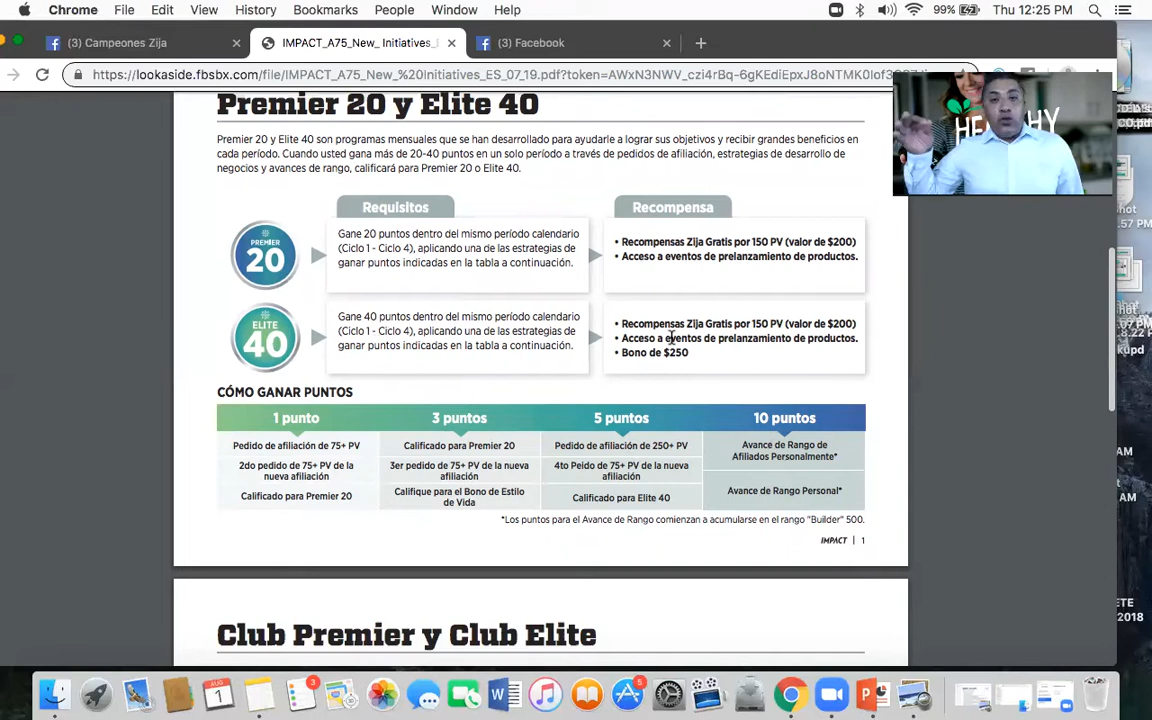 Chrome File Edit View History Bookmarks People Window Help
99% Thu 12:25 PM
(3) Campeones Zija
IMPACT_A75_New_ Initiatives_
(3) Facebook
HEALTHY
Premier 20 y Elite 40
Premier 20 y Elite 40 son programas mensuales que se han desarrollado para ayudarle a lograr sus objetivos y recibir grandes beneficios en
cada período. Cuando usted gana más de 20-40 puntos en un solo período a través de pedidos de afiliación, estrategias de desarrollo de
negocios y avances de rango, calificará para Premier 20 o Elite 40.
Requisitos
Recompensa
PREMIER
20
Gane 20 puntos dentro del mismo período calendario
(Ciclo 1 - Ciclo 4), aplicando una de las estrategias de
ganar puntos indicadas en la tabla a continuación.
• Recompensas Zija Gratis por 150 PV (valor de $200)
• Acceso a eventos de prelanzamiento de productos.
ELITE
40
Gane 40 puntos dentro del mismo período calendario
(Ciclo 1 - Ciclo 4), aplicando una de las estrategias de
ganar puntos indicadas en la tabla a continuación.
• Recompensas Zija Gratis por 150 PV (valor de $200)
• Acceso a eventos de prelanzamiento de productos.
• Bono de $250
CÓMO GANAR PUNTOS
1 punto
3 puntos
5 puntos
10 puntos
Pedido de afiliación de 75+ PV
2do pedido de 75+ PV de la
nueva afiliación
Calificado para Premier 20
Calificado para Premier 20
3er pedido de 75+ PV de la nueva
afiliación
Califique para el Bono de Estilo
de Vida
Pedido de afiliación de 250+ PV
4to Peido de 75+ PV de la nueva
afiliación
Calificado para Elite 40
Avance de Rango de
Afiliados Personalmente*
Avance de Rango Personal*
*Los puntos para el Avance de Rango comienzan a acumularse en el rango "Builder" 500.
IMPACT | 1
Club Premier y Club Elite
AUG
1
3
5
AM
AM
2018